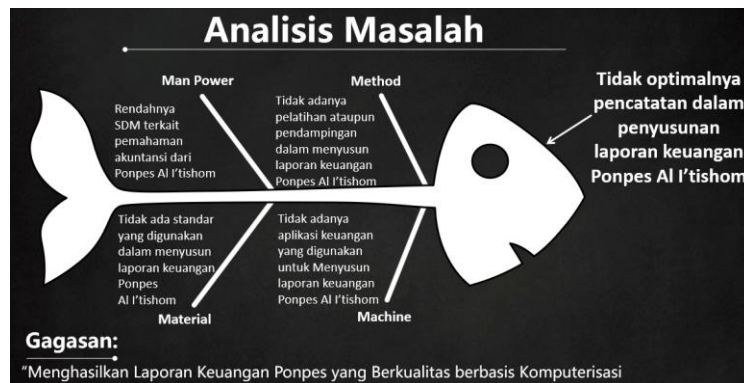 Analisis Masalah
Man Power
Rendahnya
SDM terkait
pemahaman
akuntansi dari
Ponpes Al I'tishom
Method
Tidak adanya
pelatihan ataupun
pendampingan
dalam menyusun
laporan keuangan
Ponpes Al I'tishom
Tidak optimalnya
pencatatan dalam
penyusunan
laporan keuangan
Ponpes Al I'tishom
Tidak ada standar
yang digunakan
dalam menyusun
laporan keuangan
Ponpes
Al I'tishom
Material
Tidak adanya
aplikasi keuangan
yang digunakan
untuk Menyusun
laporan keuangan
Ponpes Al I'tishom
Machine
Gagasan:
"Menghasilkan Laporan Keuangan Ponpes yang Berkualitas berbasis Komputerisasi